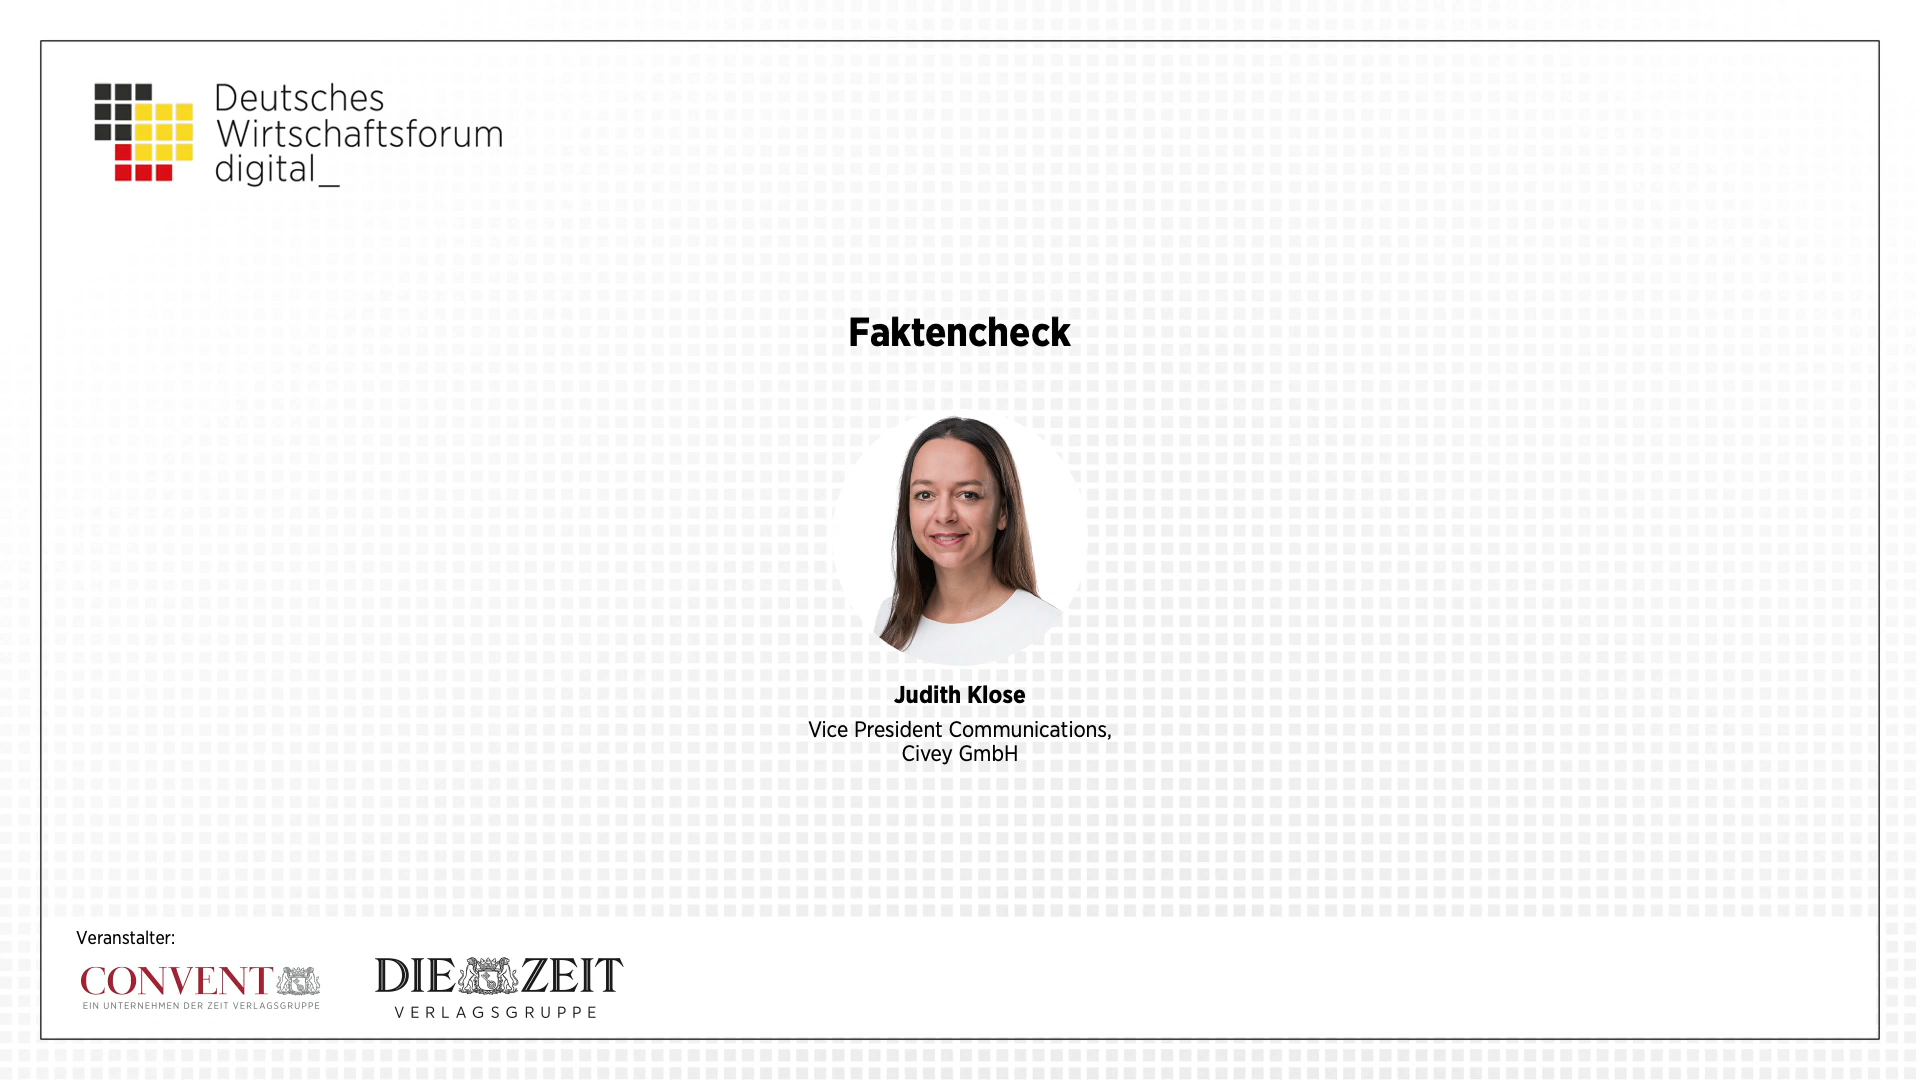 Deutsches
Wirtschaftsforum
digital_
Faktencheck
Judith Klose
Vice President Communications,
Civey GmbH
Veranstalter:
CONVENT
EIN UNTERNEHMEN DER ZEIT VERLAGSGRUPPE
DIE ZEIT
VERLAGSGRUPPE